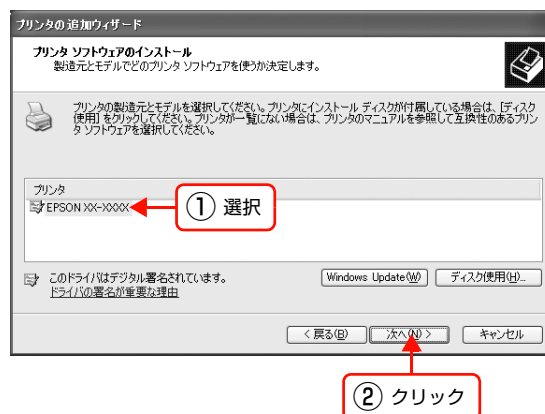 プリンタの追加ウィザード
プリンタ ソフトウェアのインストール
製造元とモデルでどのプリンタ ソフトウェアを使うか決定します。
プリンタの製造元とモデルを選択してください。プリンタにインストール ディスクが付属している場合は、[ディスク
使用] をクリックしてください。プリンタが一覧にない場合は、プリンタのマニュアルを参照して互換性のあるプリン
タ ソフトウェアを選択してください。
プリンタ
EPSON XX-XXXX
① 選択
このドライバはデジタル署名されています。
Windows Update(W)
ディスク使用(H)...
ドライバの署名が重要な理由
< 戻る(B)
次へ(N) >
キャンセル
② クリック